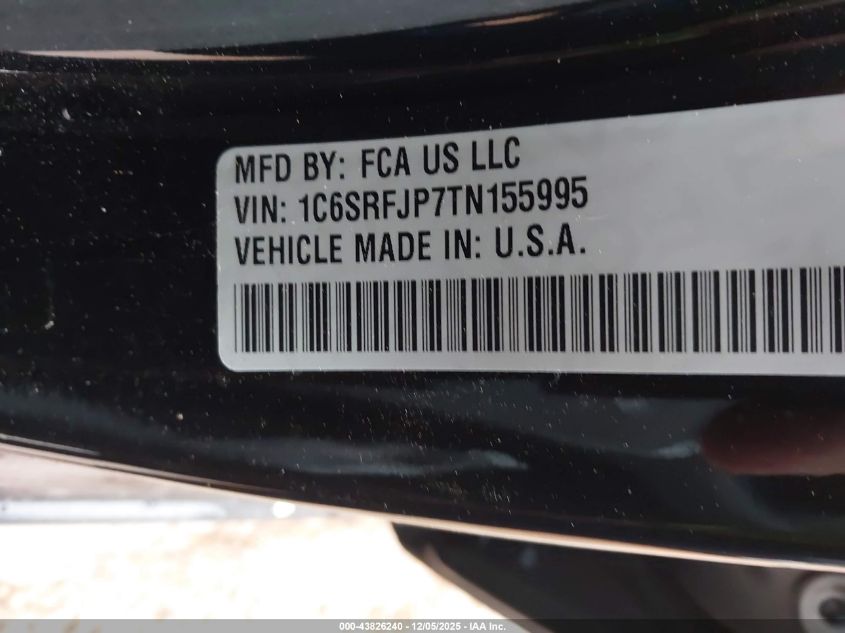 MFD BY: FCA US LLC
VIN: 1C6SRFJP7TN155995
VEHICLE MADE IN: U.S.A.
000-43826240 - 12/05/2025 - IAA Inc.